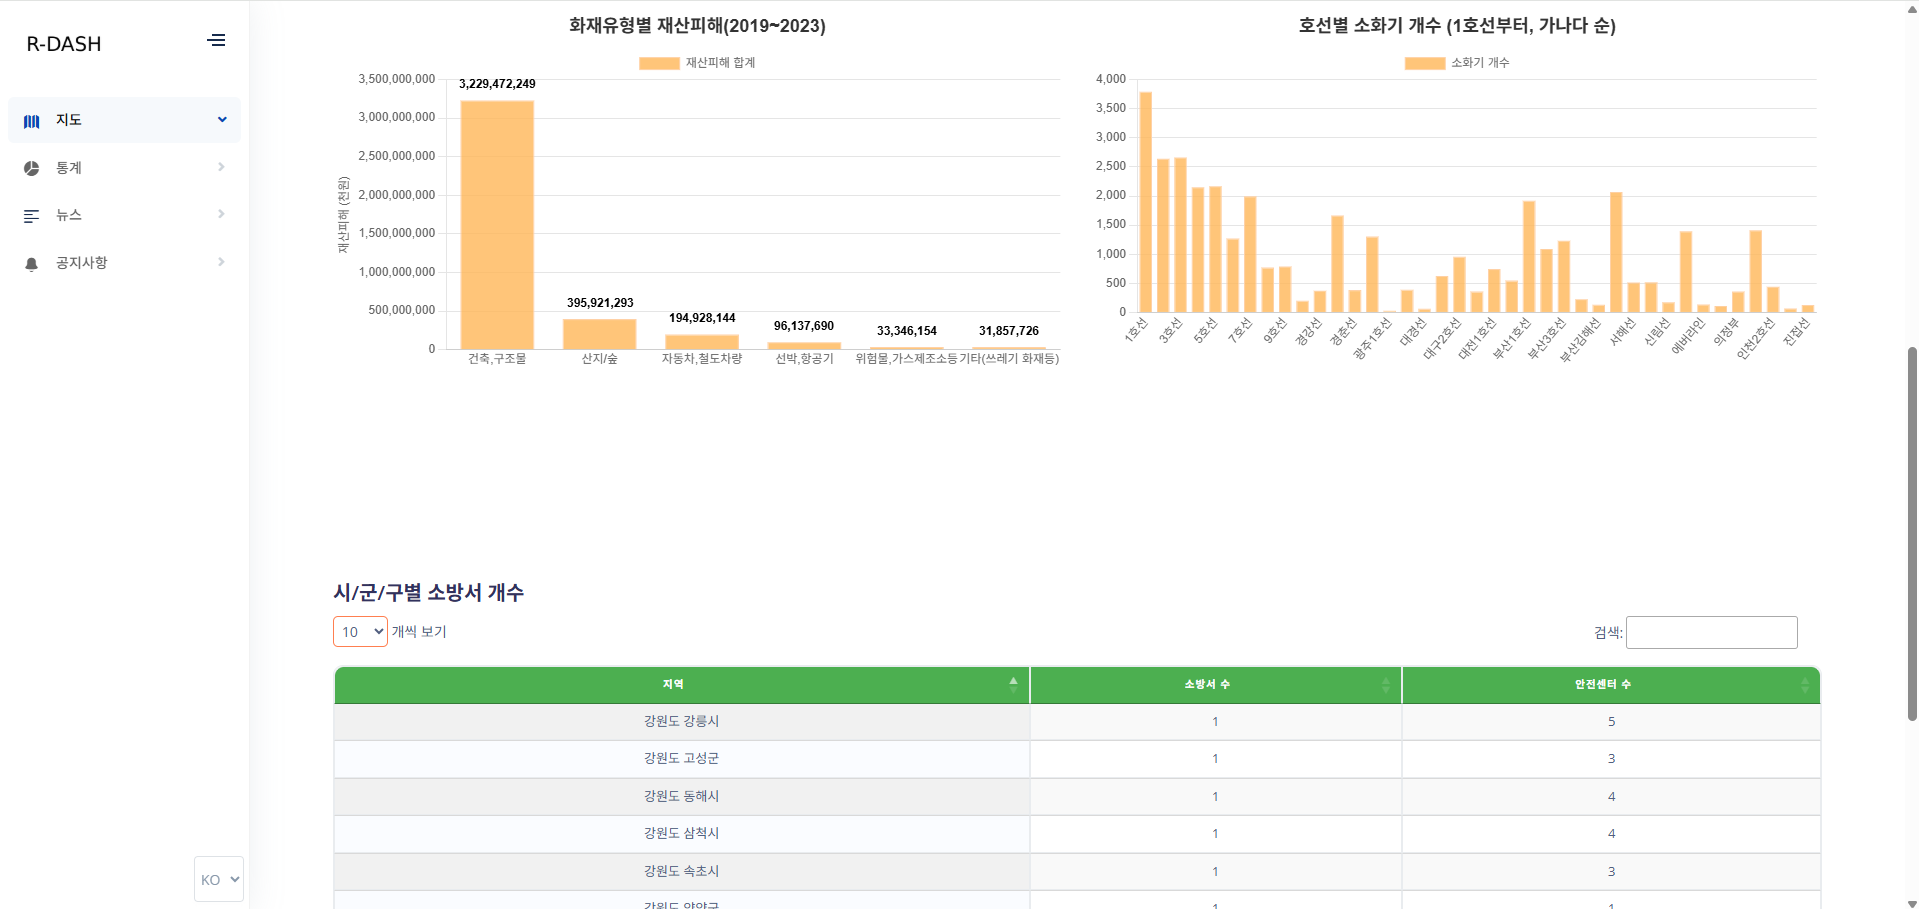 R-DASH
지도
통계
뉴스
공지사항
KO
화재유형별 재산피해(2019~2023)
재산피해 합계
재산피해 (천원)
3,500,000,000
3,000,000,000
2,500,000,000
2,000,000,000
1,500,000,000
1,000,000,000
500,000,000
0
3,229,472,249
395,921,293
194,928,144
96,137,690
33,346,154
31,857,726
건축,구조물
산지/숲
자동차,철도차량
선박,항공기
위험물,가스제조소등
기타(쓰레기 화재등)
호선별 소화기 개수 (1호선부터, 가나다 순)
소화기 개수
4,000
3,500
3,000
2,500
2,000
1,500
1,000
500
0
1호선
3호선
5호선
7호선
9호선
경강선
경춘선
광주1호선
대경선
대구2호선
대전1호선
부산1호선
부산3호선
부산김해선
서해선
신림선
에버라인
의정부
인천2호선
진접선
시/군/구별 소방서 개수
10 개씩 보기
검색:
지역 소방서 수 안전센터 수
강원도 강릉시 1 5
강원도 고성군 1 3
강원도 동해시 1 4
강원도 삼척시 1 4
강원도 속초시 1 3
강원도 양양군 1 1